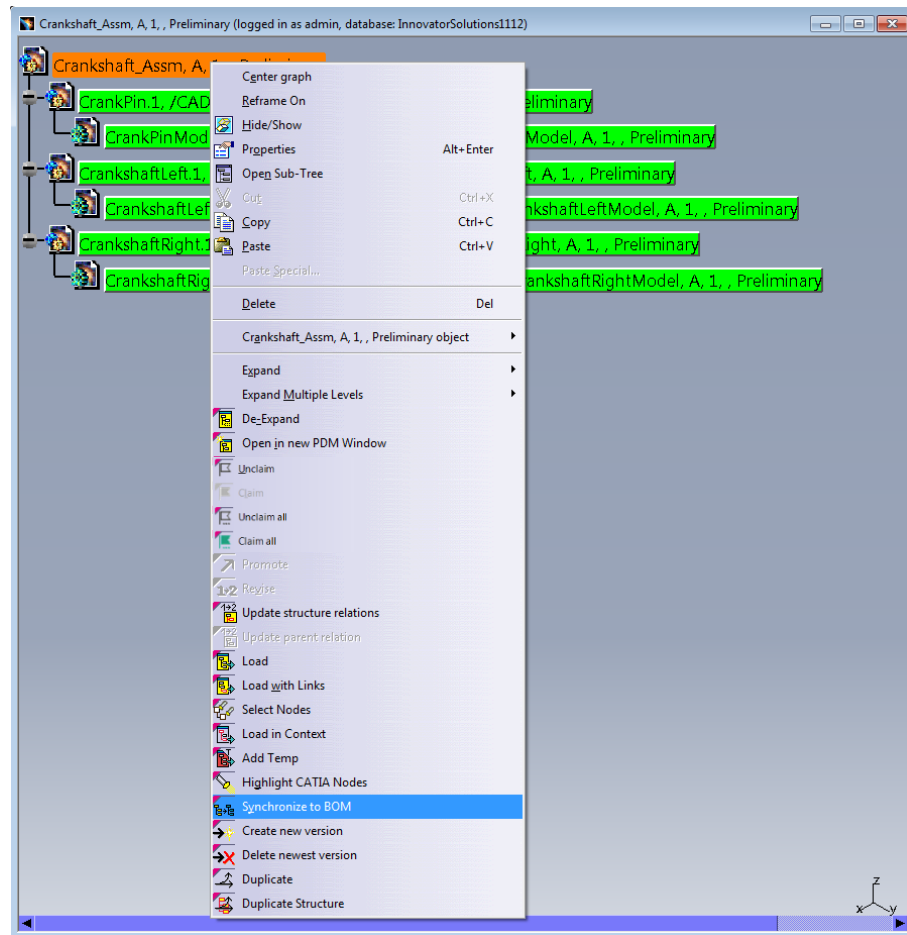 Crankshaft_Assm, A, 1, , Preliminary (logged in as admin, database: InnovatorSolutions1112)
Crankshaft_Assm, A,
Center graph
CrankPin.1, /CAD
Reframe On
eliminary
Hide/Show
CrankPinMod
Model, A, 1, , Preliminary
Properties Alt+Enter
CrankshaftLeft.1,
Open Sub-Tree
t, A, 1, , Preliminary
Cut Ctrl+X
CrankshaftLef
nkshaftLeftModel, A, 1, , Preliminary
Copy Ctrl+C
CrankshaftRight.1
Paste Ctrl+V
ight, A, 1, , Preliminary
Paste Special...
CrankshaftRig
ankshaftRightModel, A, 1, , Preliminary
Delete Del
Crankshaft_Assm, A, 1, , Preliminary object
Expand
Expand Multiple Levels
De-Expand
Open in new PDM Window
Unclaim
Claim
Unclaim all
Claim all
Promote
Revise
Update structure relations
Update parent relation
Load
Load with Links
Select Nodes
Load in Context
Add Temp
Highlight CATIA Nodes
Synchronize to BOM
Create new version
Delete newest version
Duplicate
Duplicate Structure
z
x y